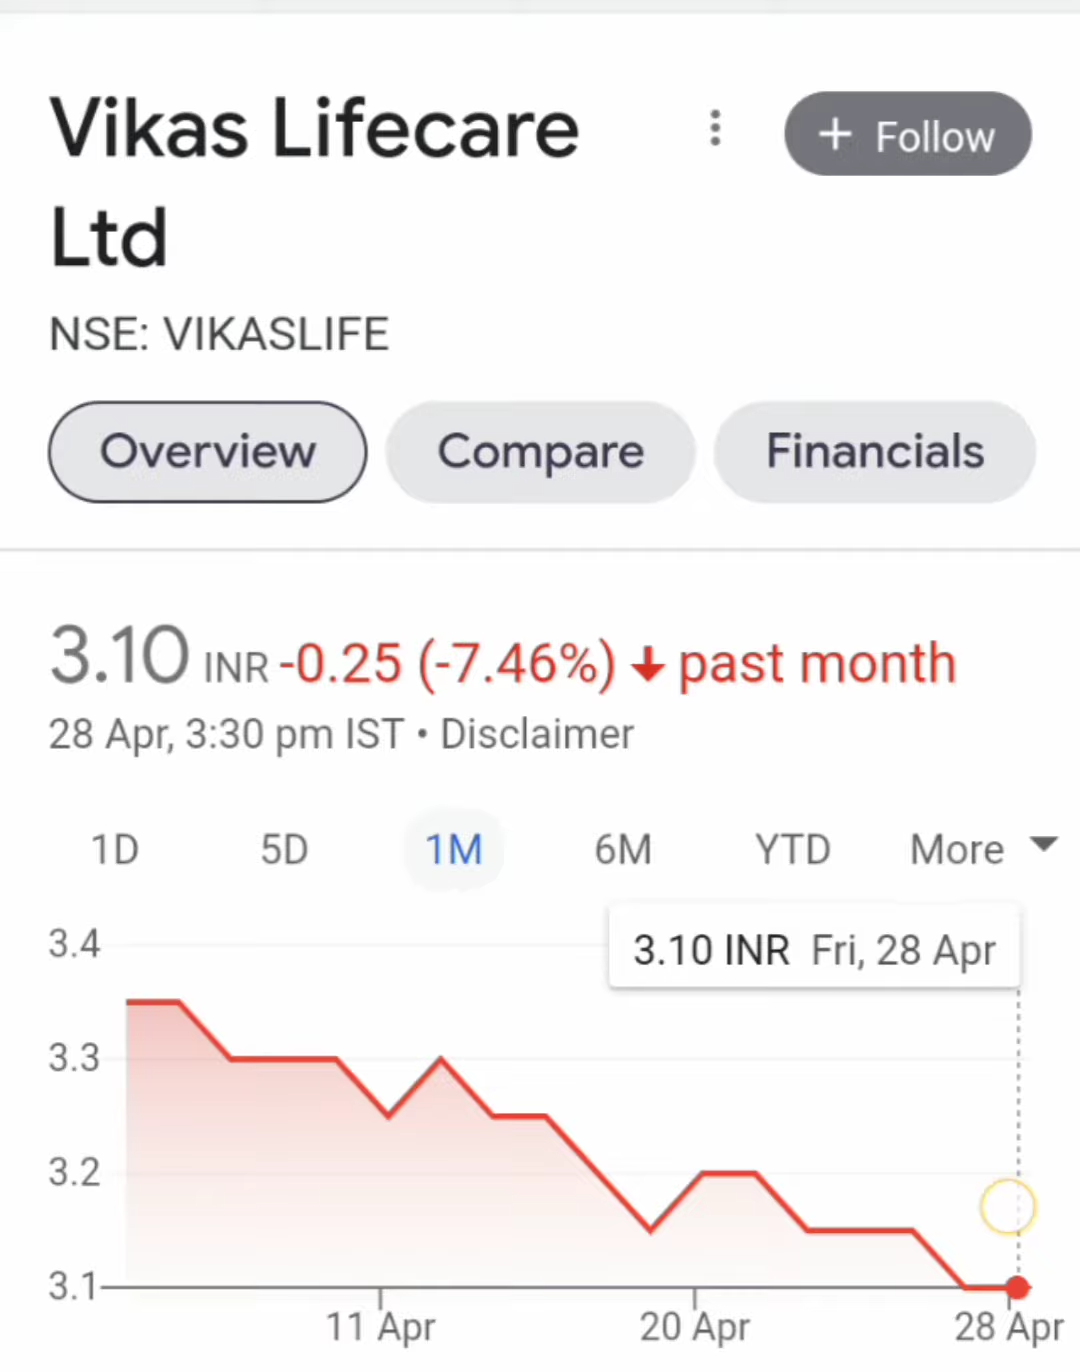 Vikas Lifecare
Ltd
+ Follow
NSE: VIKASLIFE
Overview Compare Financials
3.10 INR -0.25 (-7.46%) ↓ past month
28 Apr, 3:30 pm IST • Disclaimer
1D 5D 1M 6M YTD More
3.10 INR Fri, 28 Apr
3.4
3.3
3.2
3.1
11 Apr 20 Apr 28 Apr